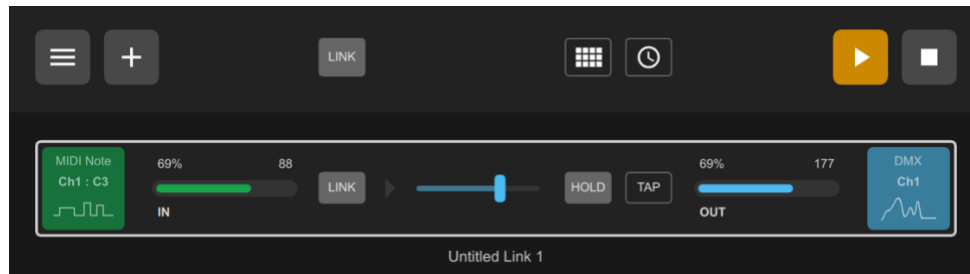 LINK
MIDI Note
Ch1 : C3
69% 88
IN
LINK
HOLD
TAP
69% 177
OUT
DMX
Ch1
Untitled Link 1